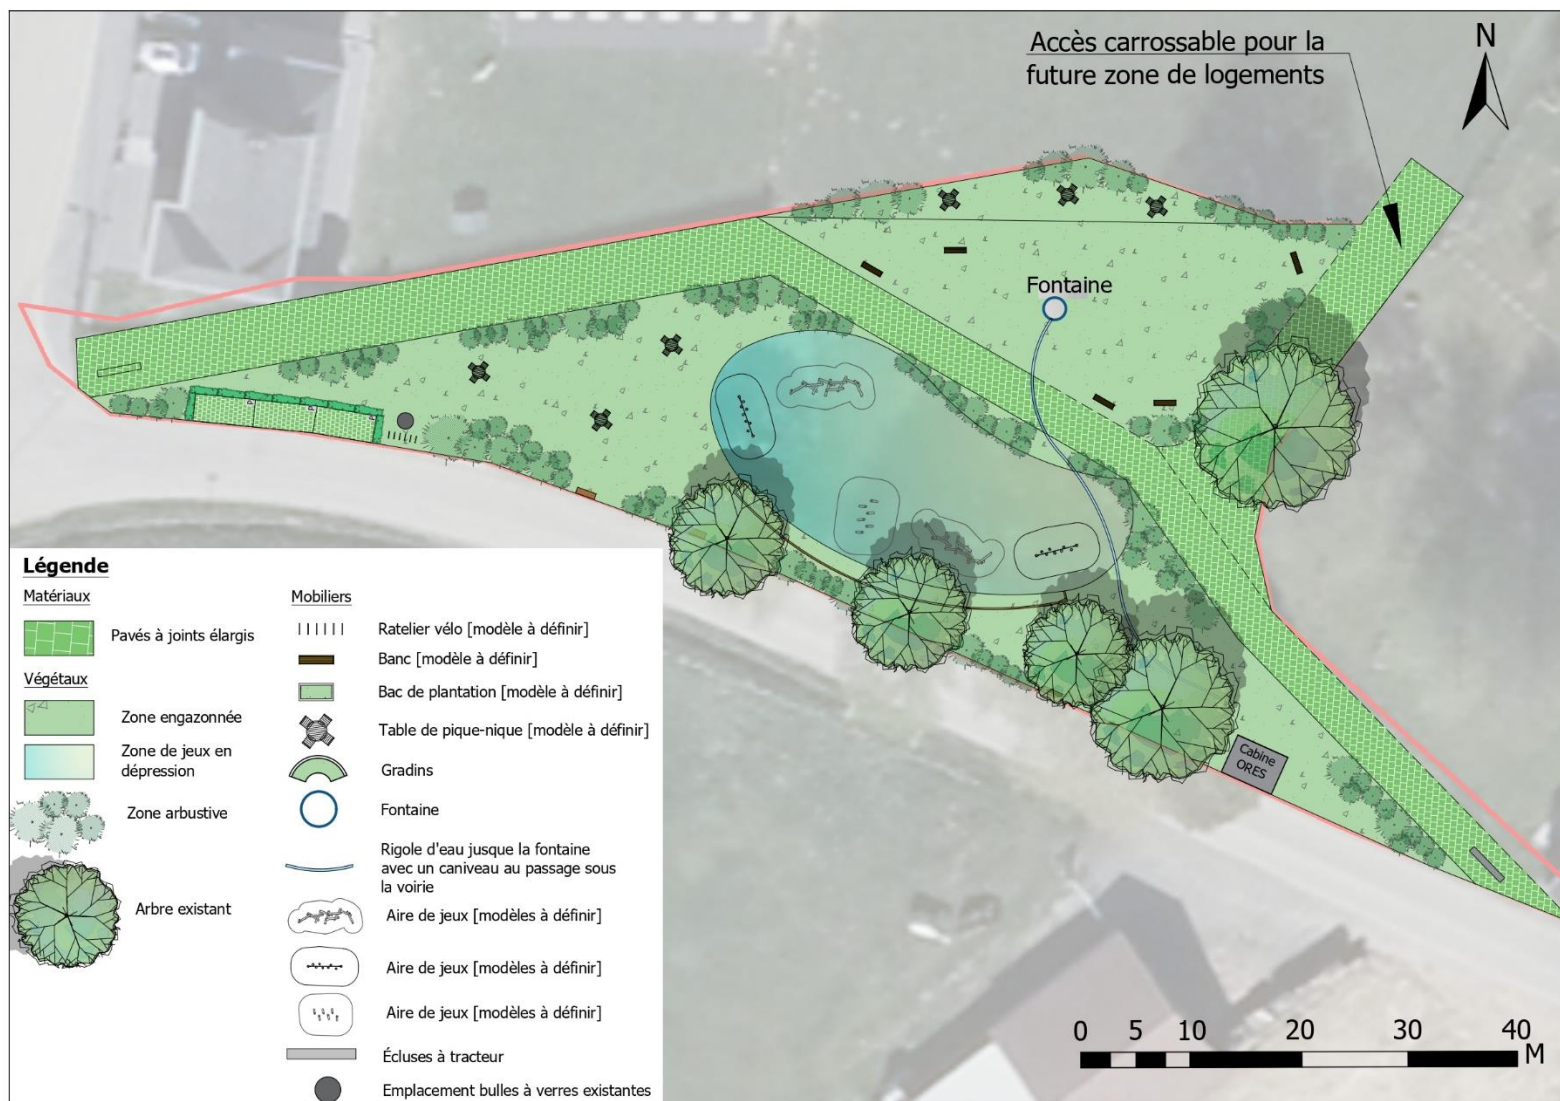 Accès carrossable pour la
future zone de logements
N
Fontaine
Cabine
ORES
Légende
Matériaux
Pavés à joints élargis
Végétaux
Zone engazonnée
Zone de jeux en
dépression
Zone arbustive
Arbre existant
Mobiliers
Ratelier vélo [modèle à définir]
Banc [modèle à définir]
Bac de plantation [modèle à définir]
Table de pique-nique [modèle à définir]
Gradins
Fontaine
Rigole d'eau jusque la fontaine
avec un caniveau au passage sous
la voirie
Aire de jeux [modèles à définir]
Aire de jeux [modèles à définir]
Aire de jeux [modèles à définir]
Écluses à tracteur
Emplacement bulles à verres existantes
0 5 10 20 30 40
M